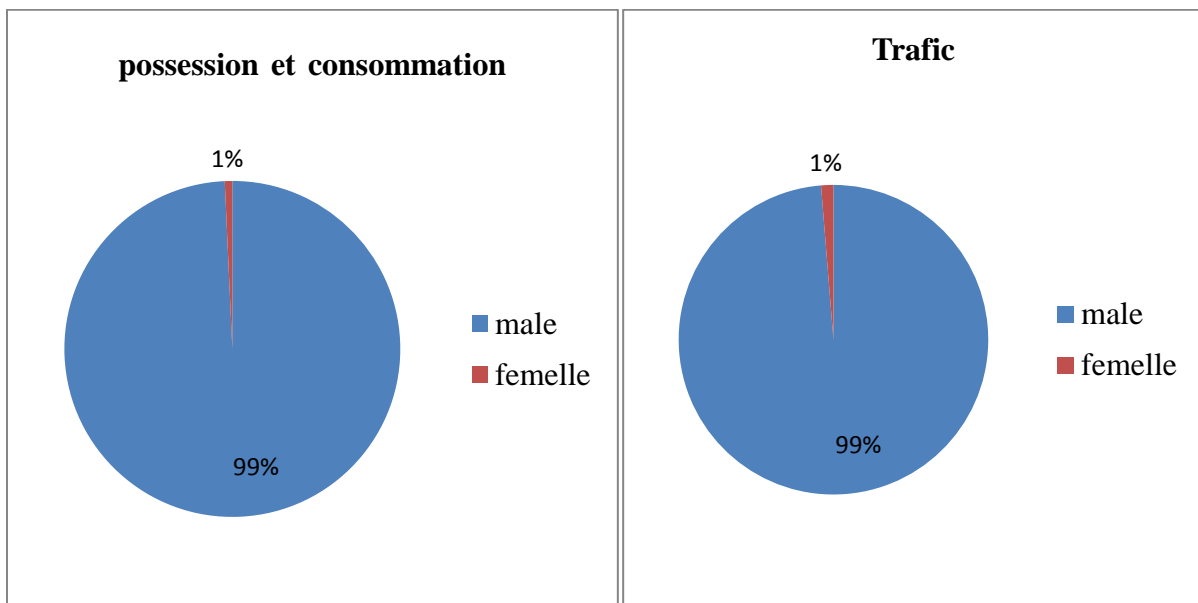 possession et consommation
1%
99%
male
femelle
Trafic
1%
99%
male
femelle